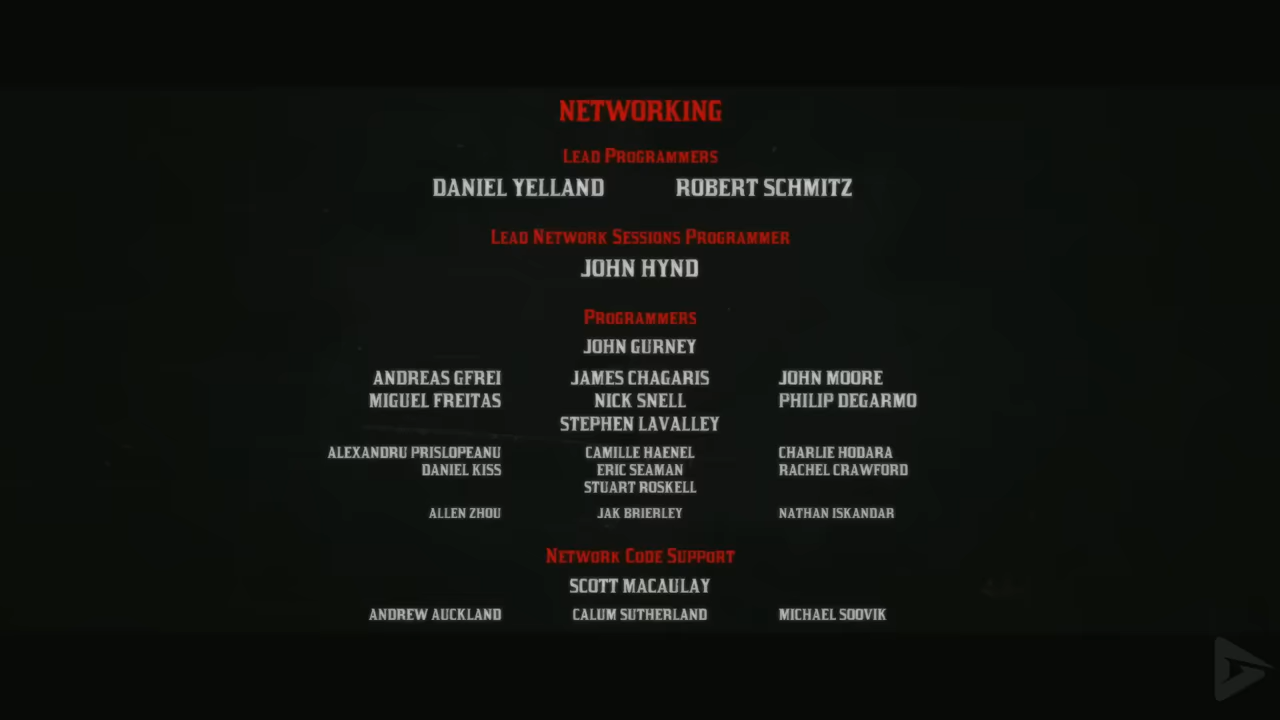 NETWORKING
LEAD PROGRAMMERS
DANIEL YELLAND ROBERT SCHMITZ
LEAD NETWORK SESSIONS PROGRAMMER
JOHN HYND
PROGRAMMERS
JOHN GURNEY
ANDREAS GFREI JAMES CHAGARIS JOHN MOORE
MIGUEL FREITAS NICK SNELL PHILIP DEGARMO
STEPHEN LAVALLEY
ALEXANDRU PRISLOPEANU CAMILLE HAENEL CHARLIE HODARA
DANIEL KISS ERIC SEAMAN RACHEL CRAWFORD
STUART ROSKELL
ALLEN ZHOU JAK BRIERLEY NATHAN ISKANDAR
NETWORK CODE SUPPORT
SCOTT MACAULAY
ANDREW AUCKLAND CALUM SUTHERLAND MICHAEL SOOVIK